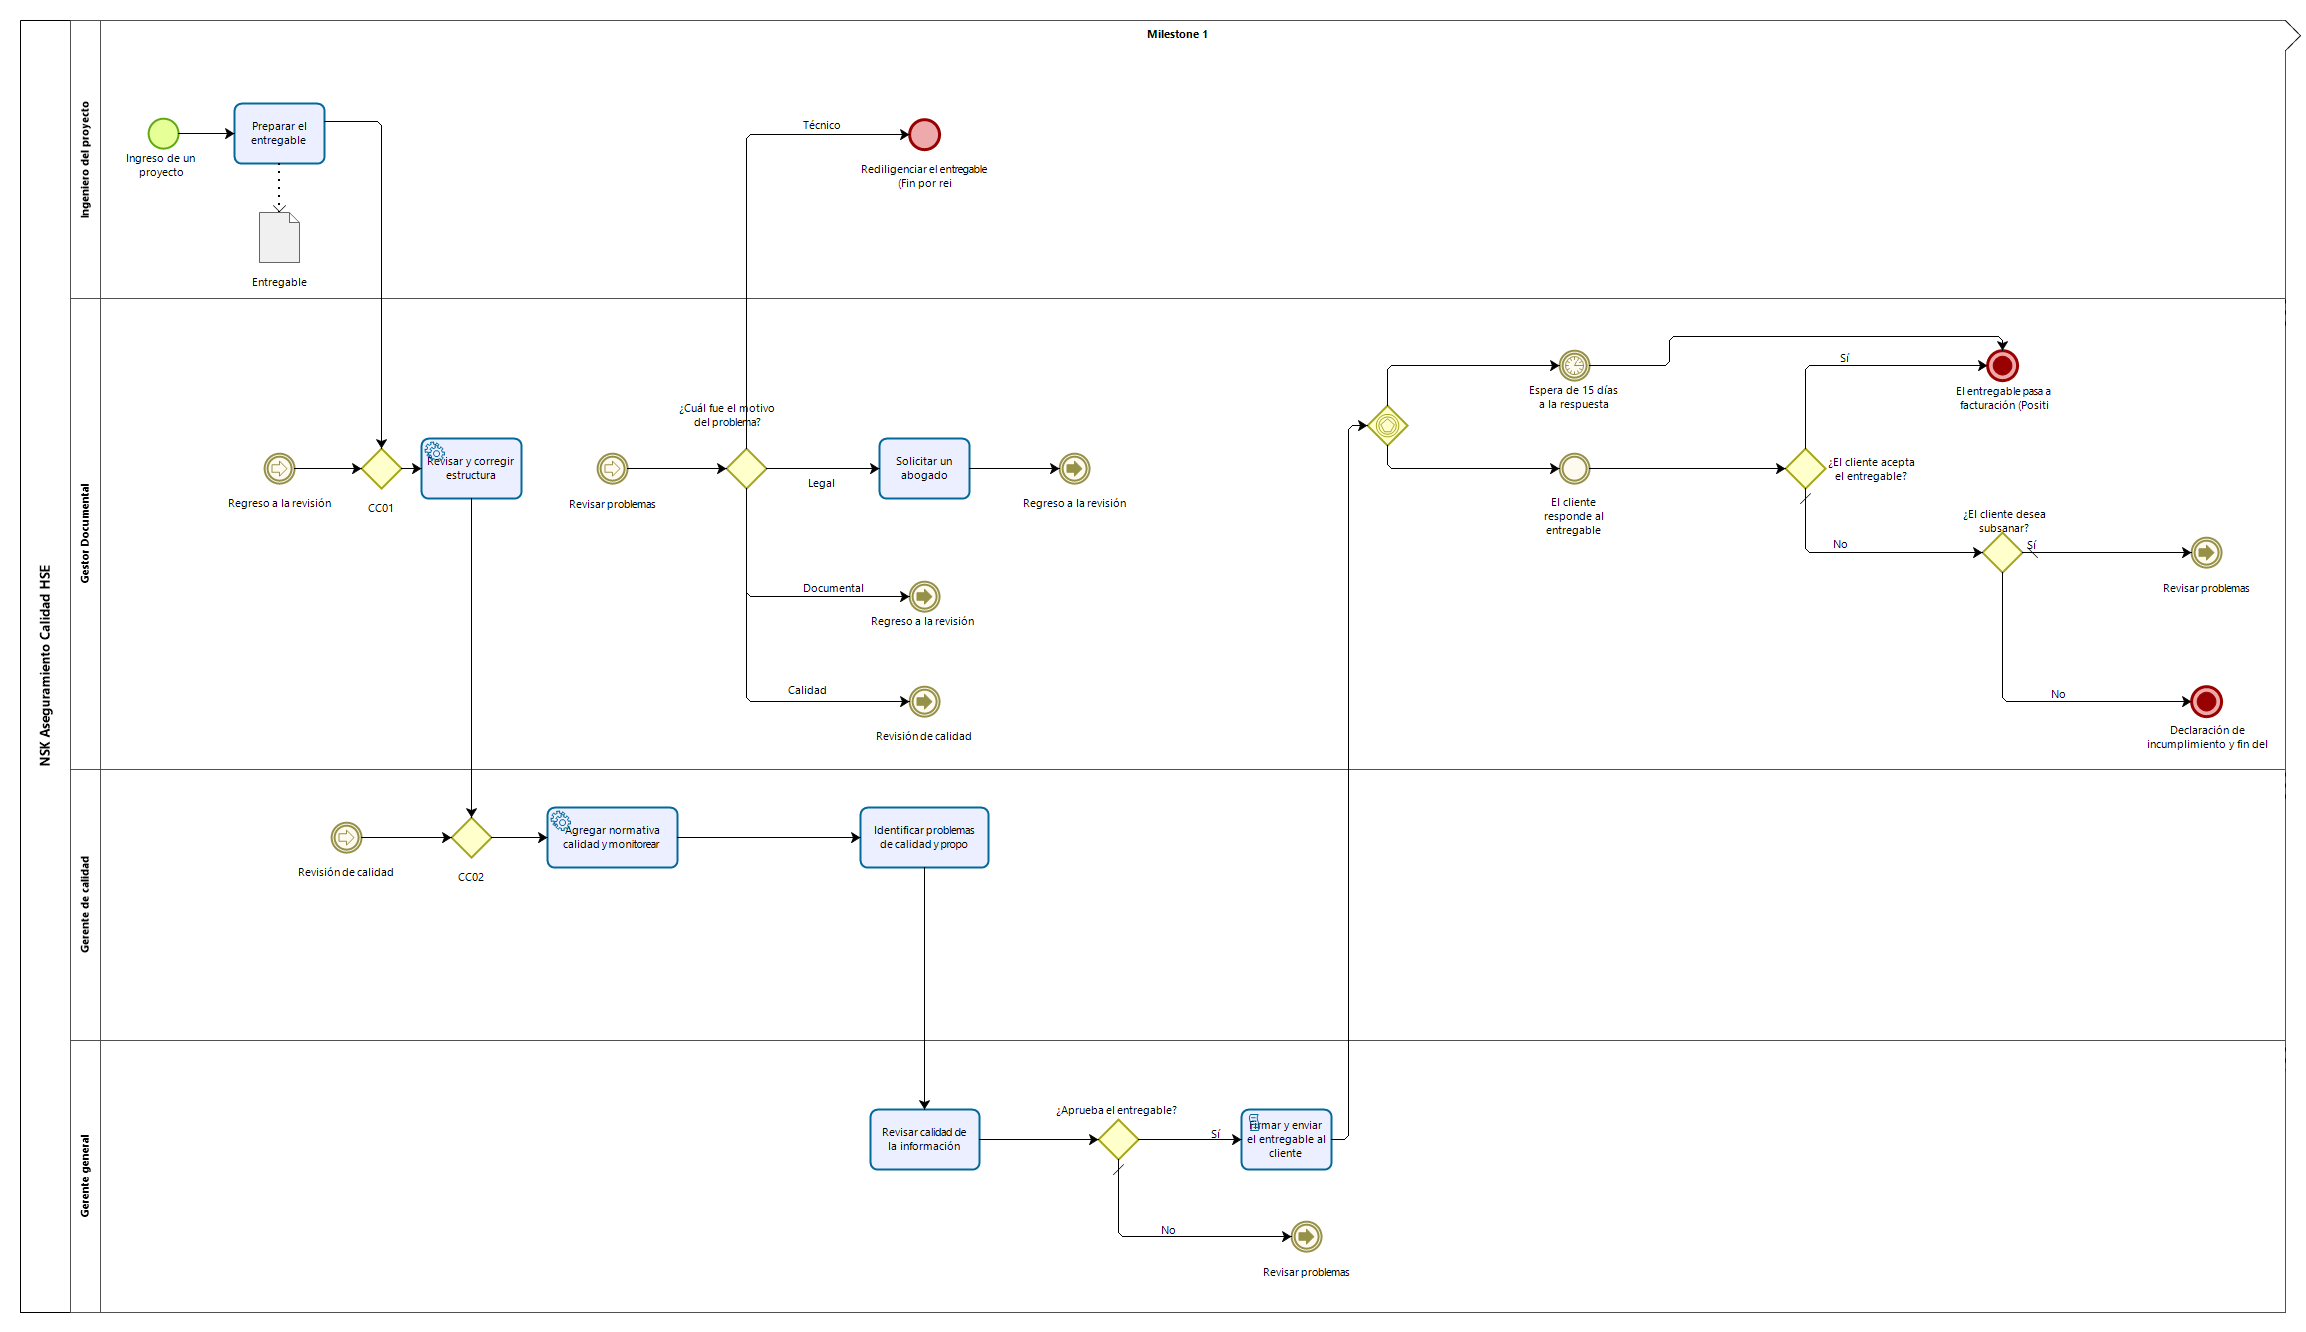 Milestone 1
NSK Aseguramiento Calidad HSE
Ingeniero del proyecto
Ingreso de un
proyecto
Preparar el
entregable
Entregable
Técnico
Rediligenciar el entregable
(Fin por rei
Gestor Documental
Regreso a la revisión
CC01
Revisar y corregir
estructura
Revisar problemas
¿Cuál fue el motivo
del problema?
Legal
Solicitar un
abogado
Regreso a la revisión
Documental
Regreso a la revisión
Calidad
Revisión de calidad
Espera de 15 días
a la respuesta
El cliente
responde al
entregable
Sí
El entregable pasa a
facturación (Positi
¿El cliente acepta
el entregable?
No
¿El cliente desea
subsanar?
Sí
Revisar problemas
No
Declaración de
incumplimiento y fin del
Gerente de calidad
Revisión de calidad
CC02
Agregar normativa
calidad y monitorear
Identificar problemas
de calidad y propo
Gerente general
Revisar calidad de
la información
¿Aprueba el entregable?
Sí
Firmar y enviar
el entregable al
cliente
No
Revisar problemas